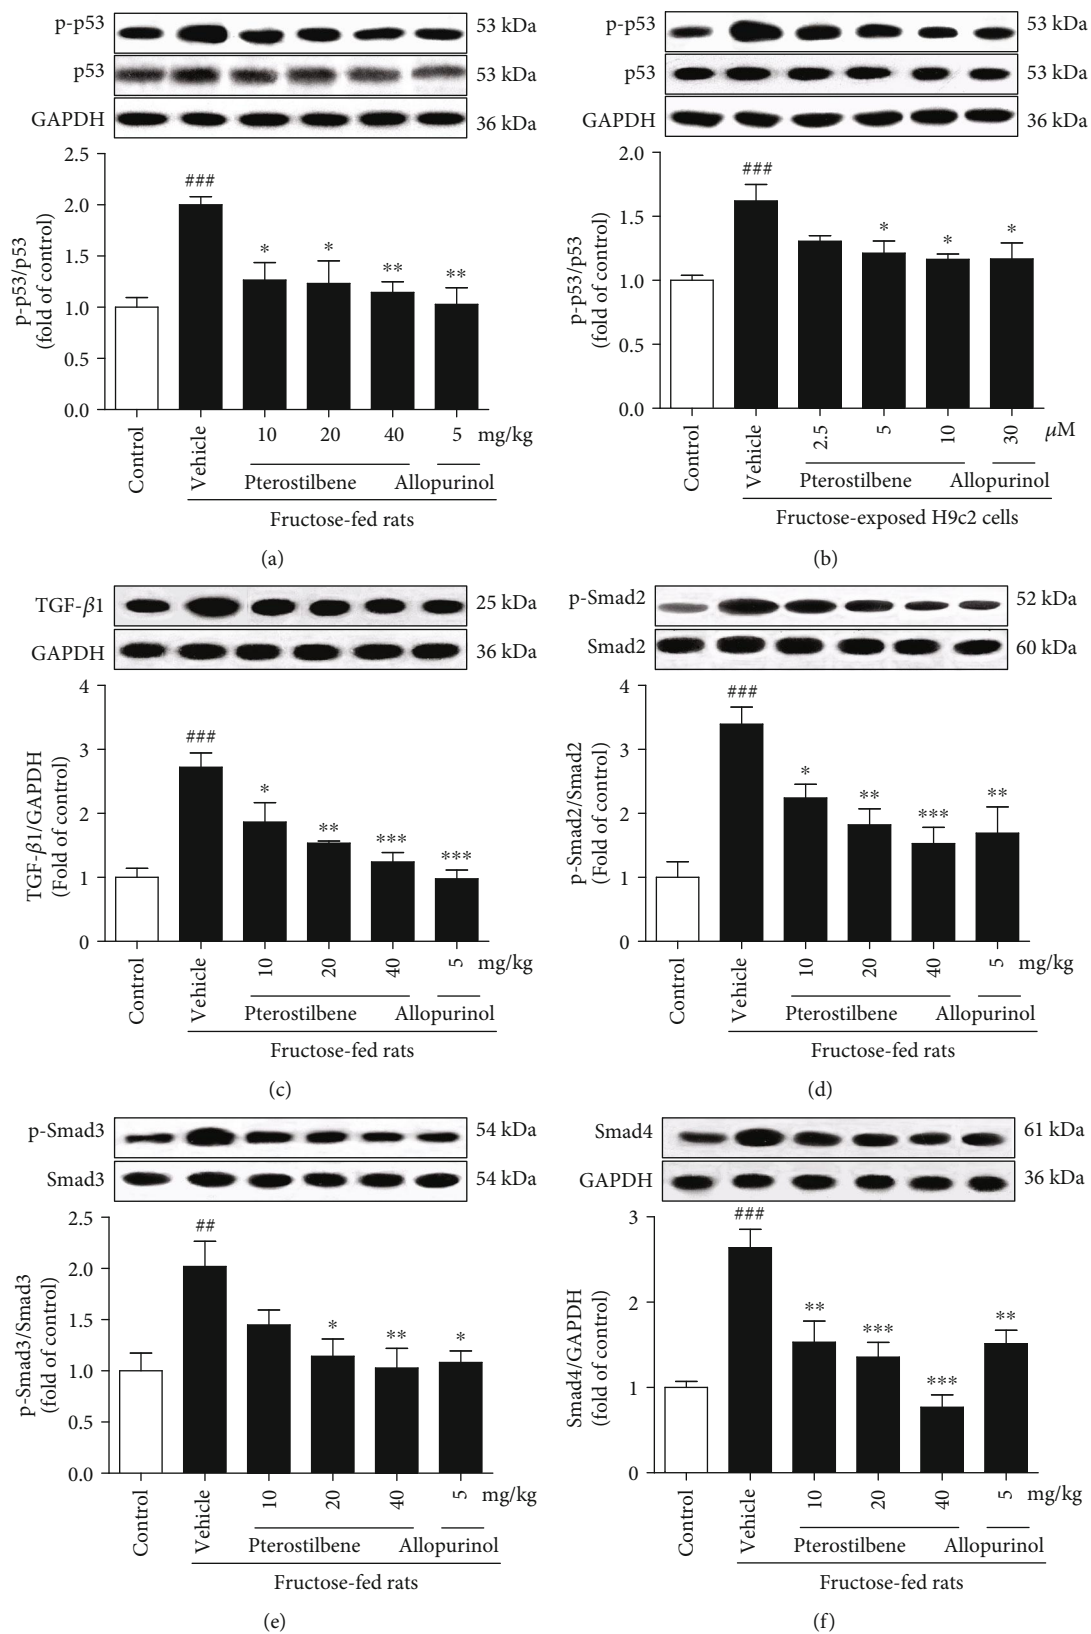 p-p53 53 kDa
p53 53 kDa
GAPDH 36 kDa
p-p53/p53
(fold of control)
2.5
2.0
1.5
1.0
0.5
0.0
###
*
*
**
**
Control
Vehicle
10
20
40
5
mg/kg
Pterostilbene
Allopurinol
Fructose-fed rats
(a)
p-p53 53 kDa
p53 53 kDa
GAPDH 36 kDa
p-p53/p53
(fold of control)
2.0
1.5
1.0
0.5
0.0
###
*
*
*
Control
Vehicle
2.5
5
10
30
μM
Pterostilbene
Allopurinol
Fructose-exposed H9c2 cells
(b)
TGF-β1 25 kDa
GAPDH 36 kDa
TGF-β1/GAPDH
(Fold of control)
4
3
2
1
0
###
*
**
***
***
Control
Vehicle
10
20
40
5
mg/kg
Pterostilbene
Allopurinol
Fructose-fed rats
(c)
p-Smad2 52 kDa
Smad2 60 kDa
p-Smad2/Smad2
(Fold of control)
4
3
2
1
0
###
*
**
***
**
Control
Vehicle
10
20
40
5
mg/kg
Pterostilbene
Allopurinol
Fructose-fed rats
(d)
p-Smad3 54 kDa
Smad3 54 kDa
p-Smad3/Smad3
(fold of control)
2.5
2.0
1.5
1.0
0.5
0.0
##
*
**
*
Control
Vehicle
10
20
40
5
mg/kg
Pterostilbene
Allopurinol
Fructose-fed rats
(e)
Smad4 61 kDa
GAPDH 36 kDa
Smad4/GAPDH
(fold of control)
3
2
1
0
###
**
***
***
**
Control
Vehicle
10
20
40
5
mg/kg
Pterostilbene
Allopurinol
Fructose-fed rats
(f)